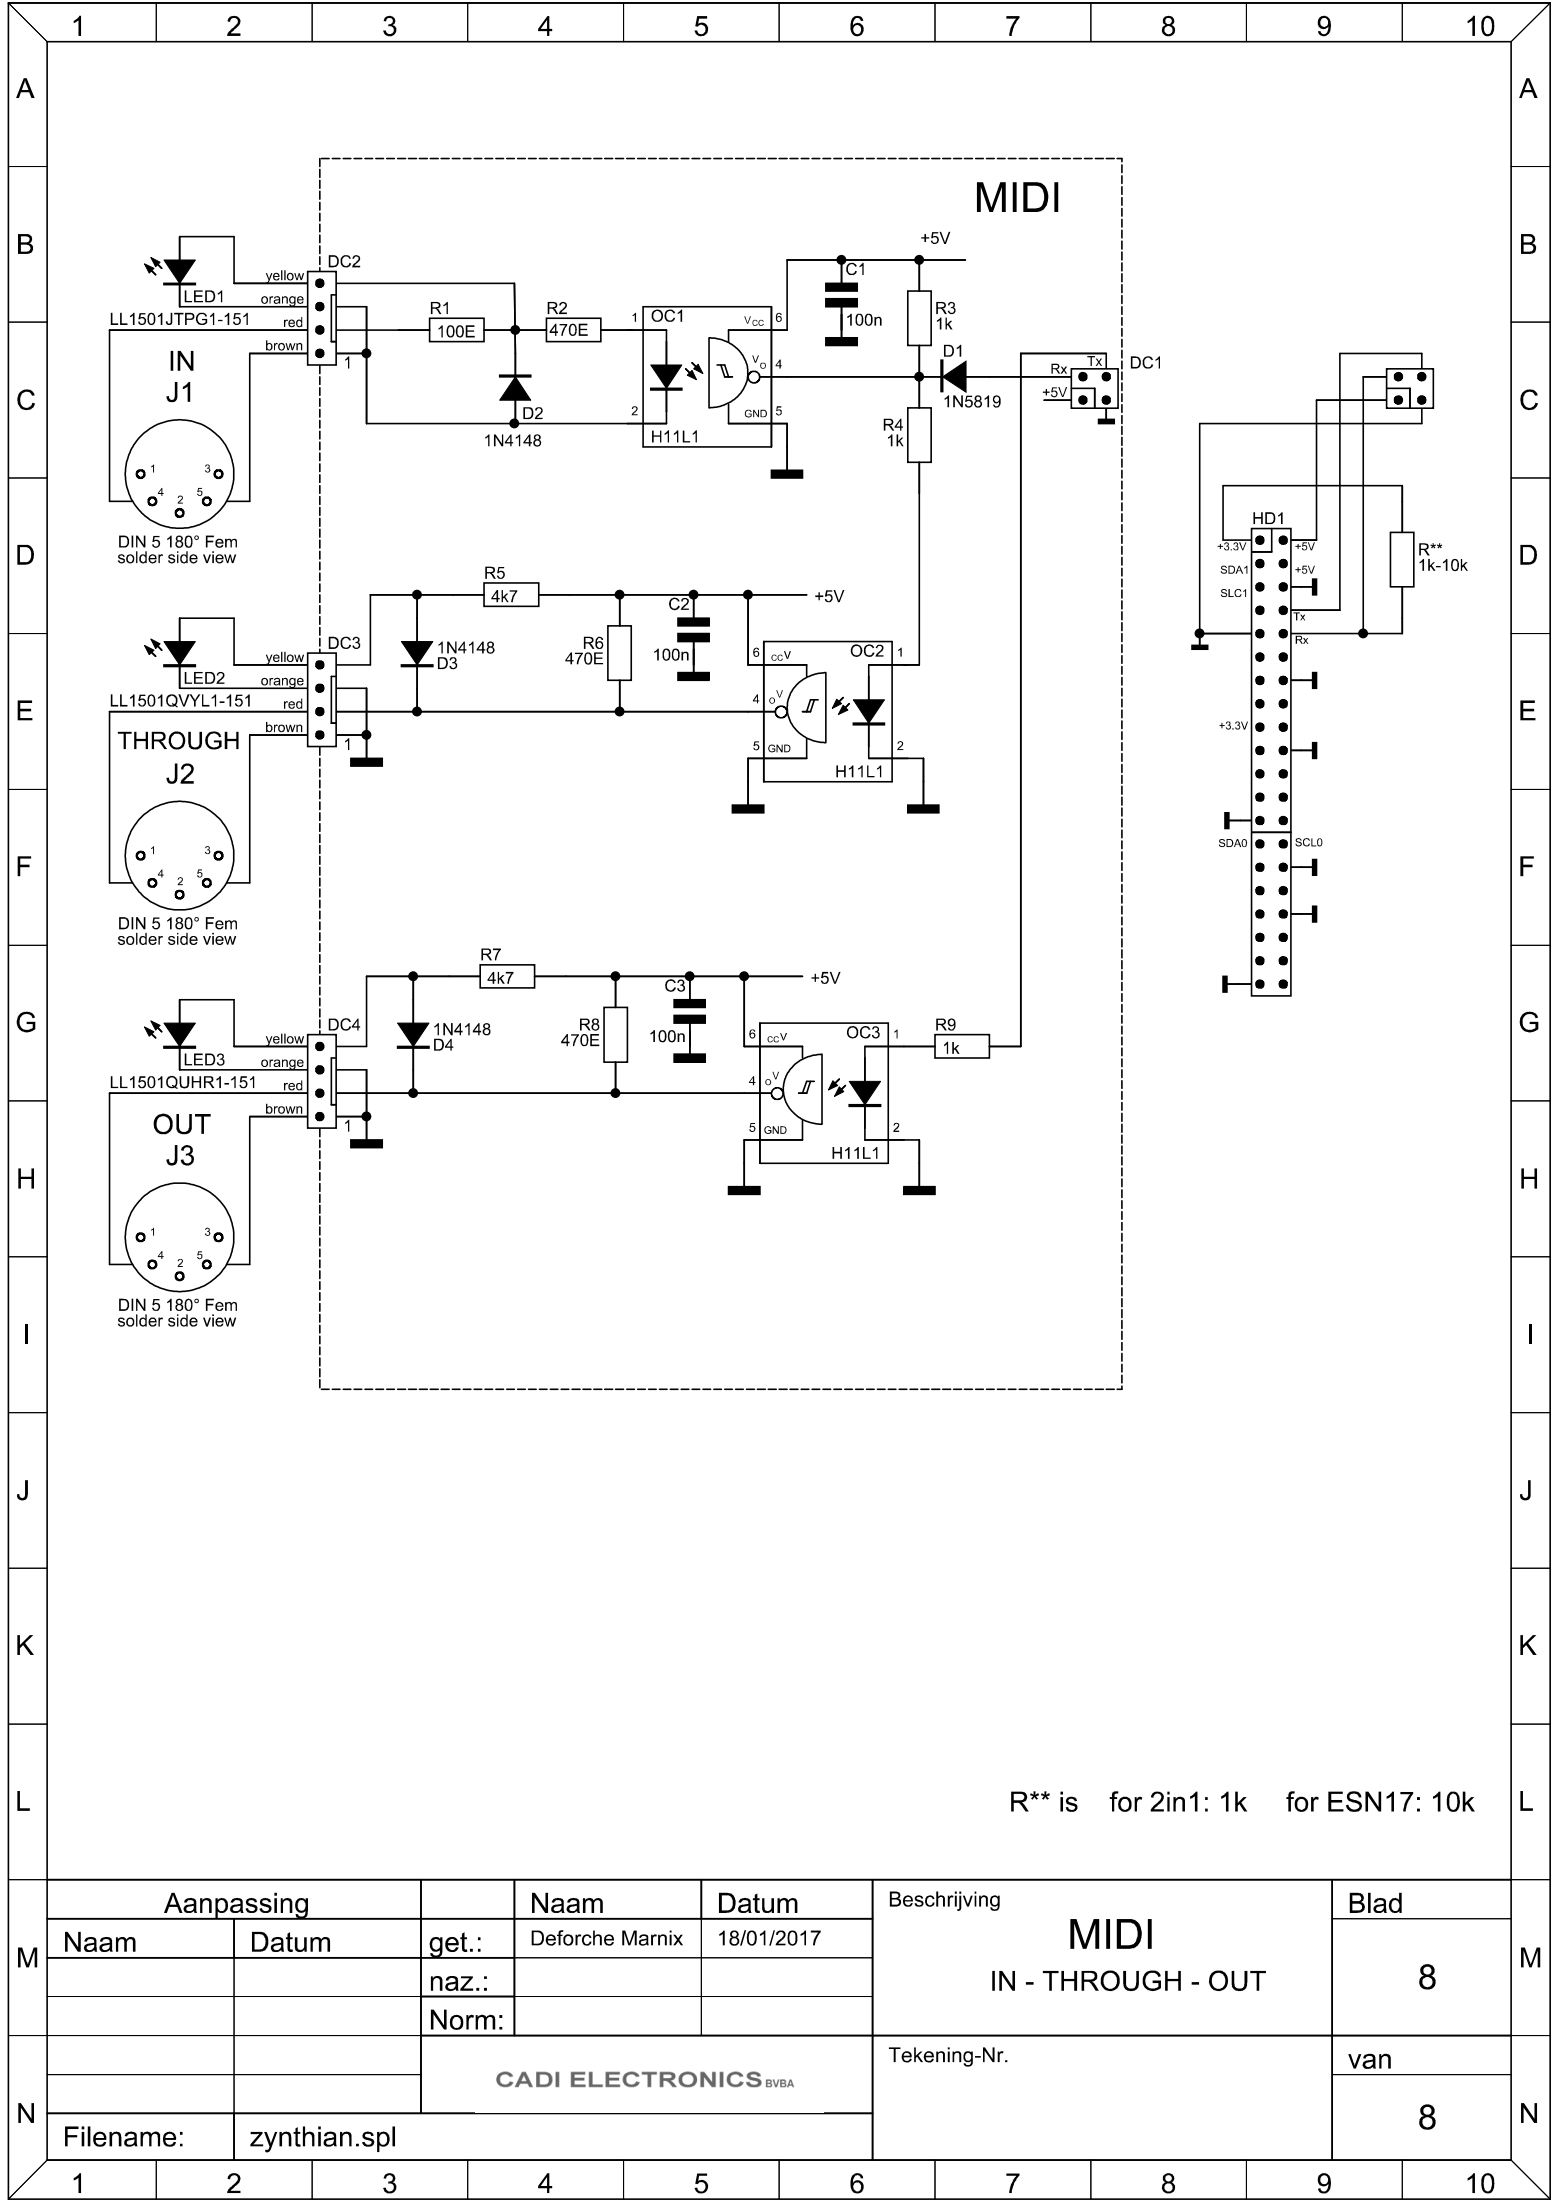 1 2 3 4 5 6 7 8 9 10
A A
MIDI
B B
+5V
DC2
yellow
C1
LED1
orange
R1
R2
R3
1k
LL1501JTPG1-151
red
100E
470E
1
OC1
VCC
6
100n
IN
J1
brown
1
D1
VO
4
Rx
Tx
DC1
C C
1N5819
+5V
D2
1N4148
2
H11L1
GND
5
R4
1k
1 3
4 2 5
DIN 5 180° Fem
solder side view
D D
HD1
+3.3V
+5V
R**
1k-10k
SDA1
+5V
SLC1
Tx
Rx
R5
4k7
+5V
C2
100n
DC3
1N4148
D3
R6
470E
yellow
LED2
orange
6
CCV
OC2
1
LL1501QVYL1-151
red
4
OV
E E
THROUGH
J2
brown
1
5
GND
H11L1
2
+3.3V
1 3
4 2 5
F F
SDA0
SCL0
DIN 5 180° Fem
solder side view
R7
4k7
+5V
C3
100n
G G
DC4
1N4148
D4
R8
470E
yellow
LED3
orange
6
CCV
OC3
1
R9
1k
LL1501QUHR1-151
red
4
OV
OUT
J3
brown
1
5
GND
H11L1
2
H H
1 3
4 2 5
DIN 5 180° Fem
solder side view
I I
J J
K K
L L
R** is for 2in1: 1k for ESN17: 10k
Aanpassing
Naam Datum
Beschrijving
Blad
M M
Naam Datum
get.: Deforche Marnix 18/01/2017
MIDI
naz.:
IN - THROUGH - OUT
8
Norm:
Tekening-Nr.
van
CADI ELECTRONICS BVBA
N N
8
Filename: zynthian.spl
1 2 3 4 5 6 7 8 9 10